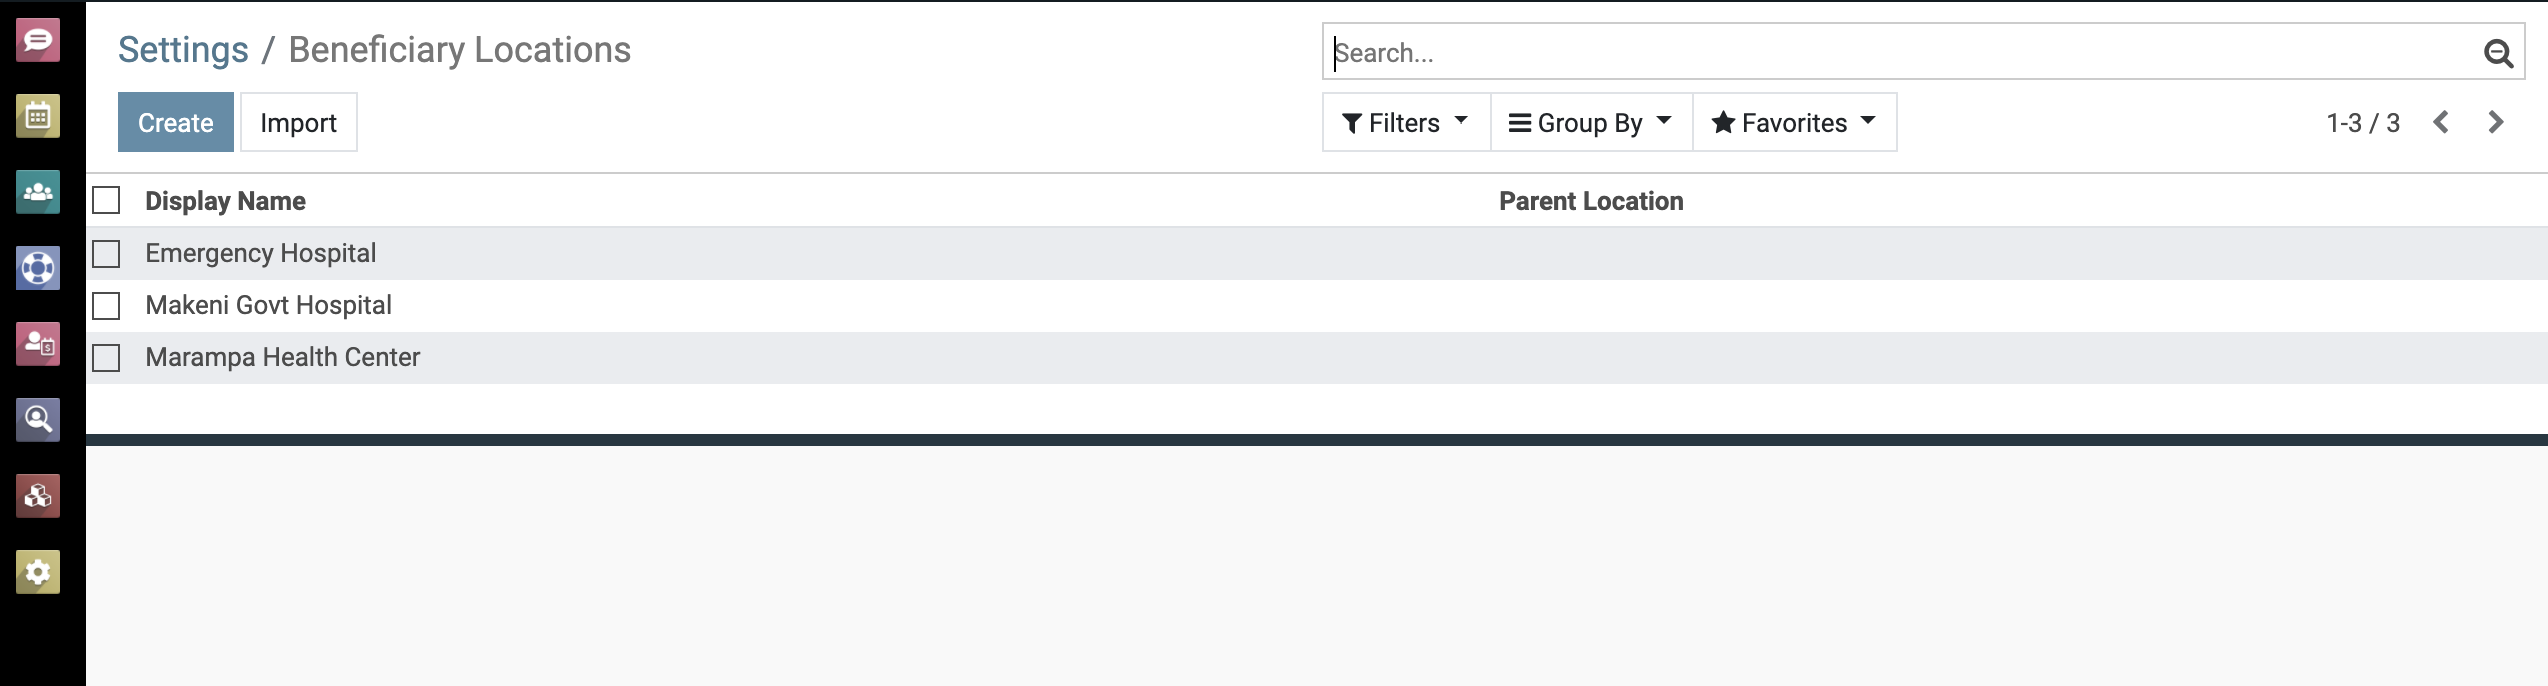 Settings / Beneficiary Locations
Search...
Create
Import
Filters
Group By
Favorites
1-3 / 3
Display Name
Parent Location
Emergency Hospital
Makeni Govt Hospital
Marampa Health Center